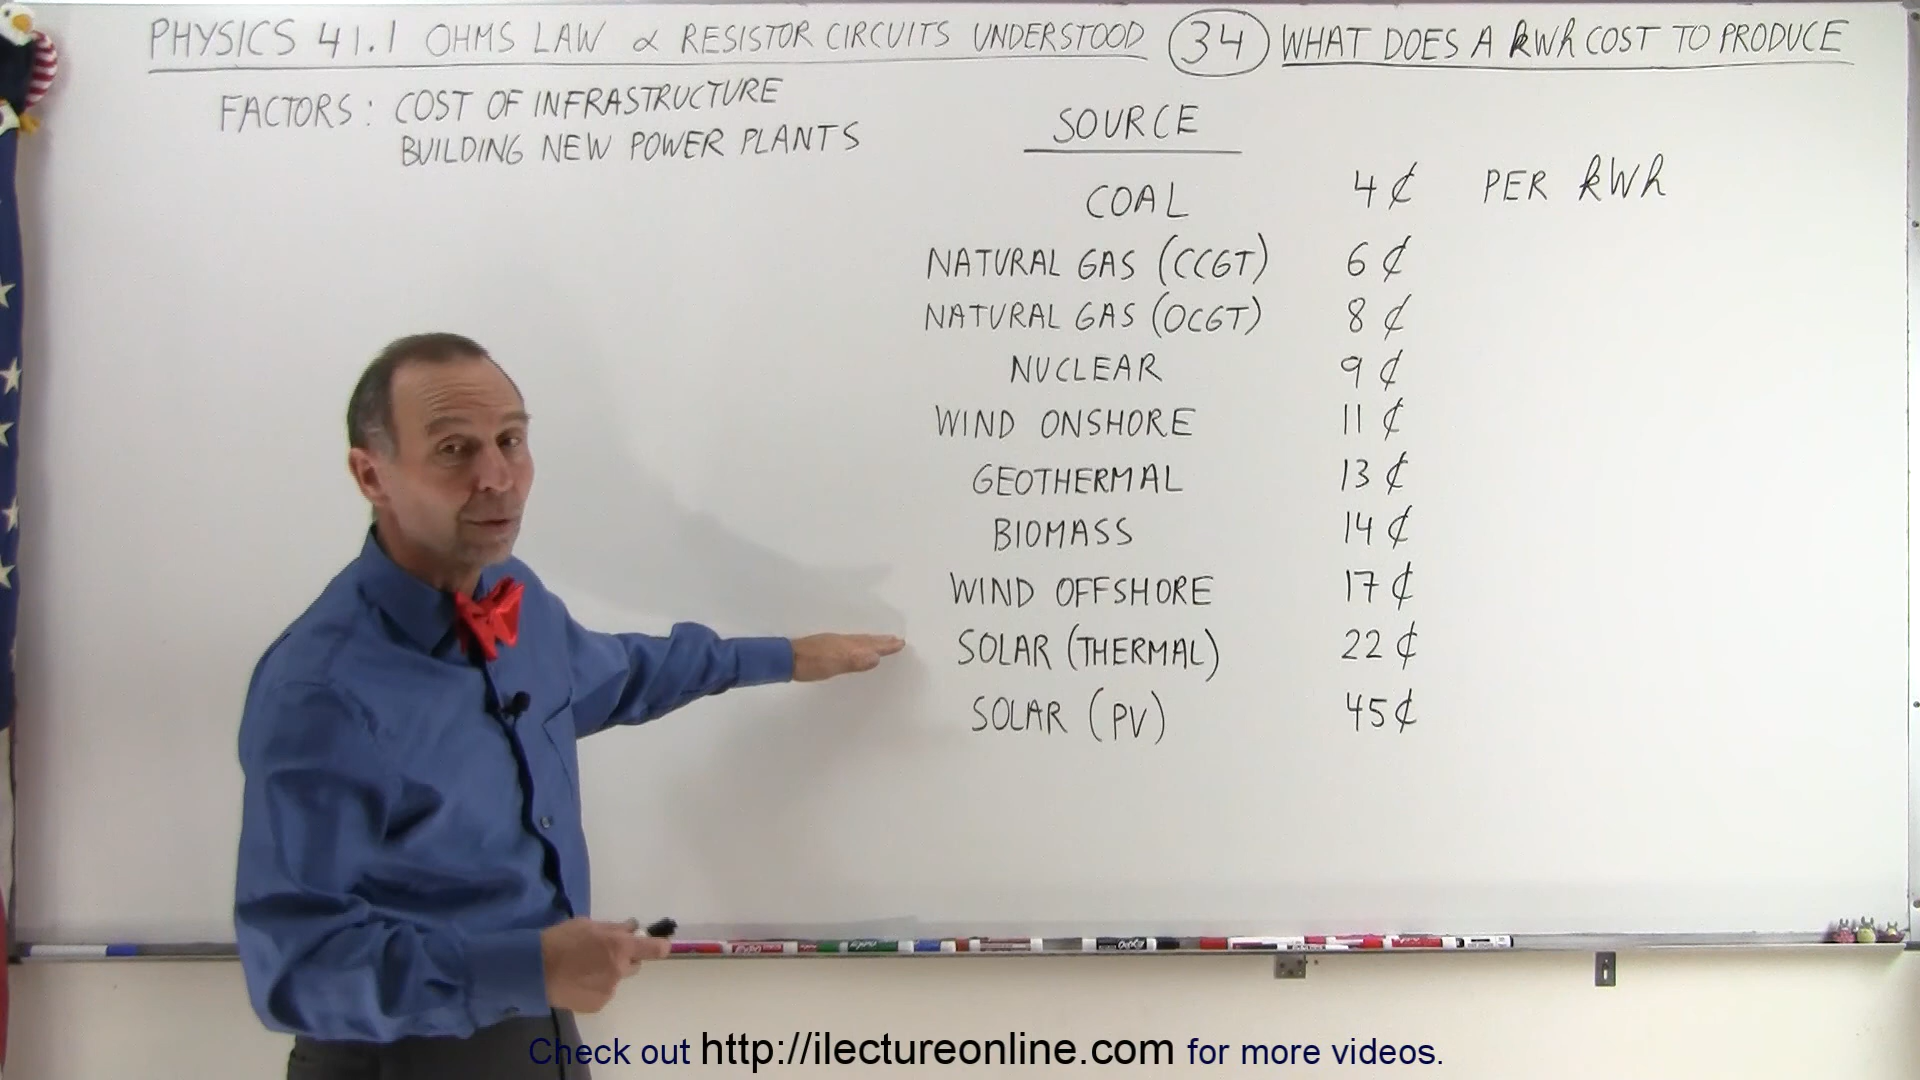 PHYSICS 41.1 OHMS LAW & RESISTOR CIRCUITS UNDERSTOOD 34 WHAT DOES A kWh COST TO PRODUCE
FACTORS: COST OF INFRASTRUCTURE
BUILDING NEW POWER PLANTS
SOURCE
COAL 4¢ PER kWh
NATURAL GAS (CCGT) 6¢
NATURAL GAS (OCGT) 8¢
NUCLEAR 9¢
WIND ONSHORE 11¢
GEOTHERMAL 13¢
BIOMASS 14¢
WIND OFFSHORE 17¢
SOLAR (THERMAL) 22¢
SOLAR (PV) 45¢
Check out http://ilectureonline.com for more videos.